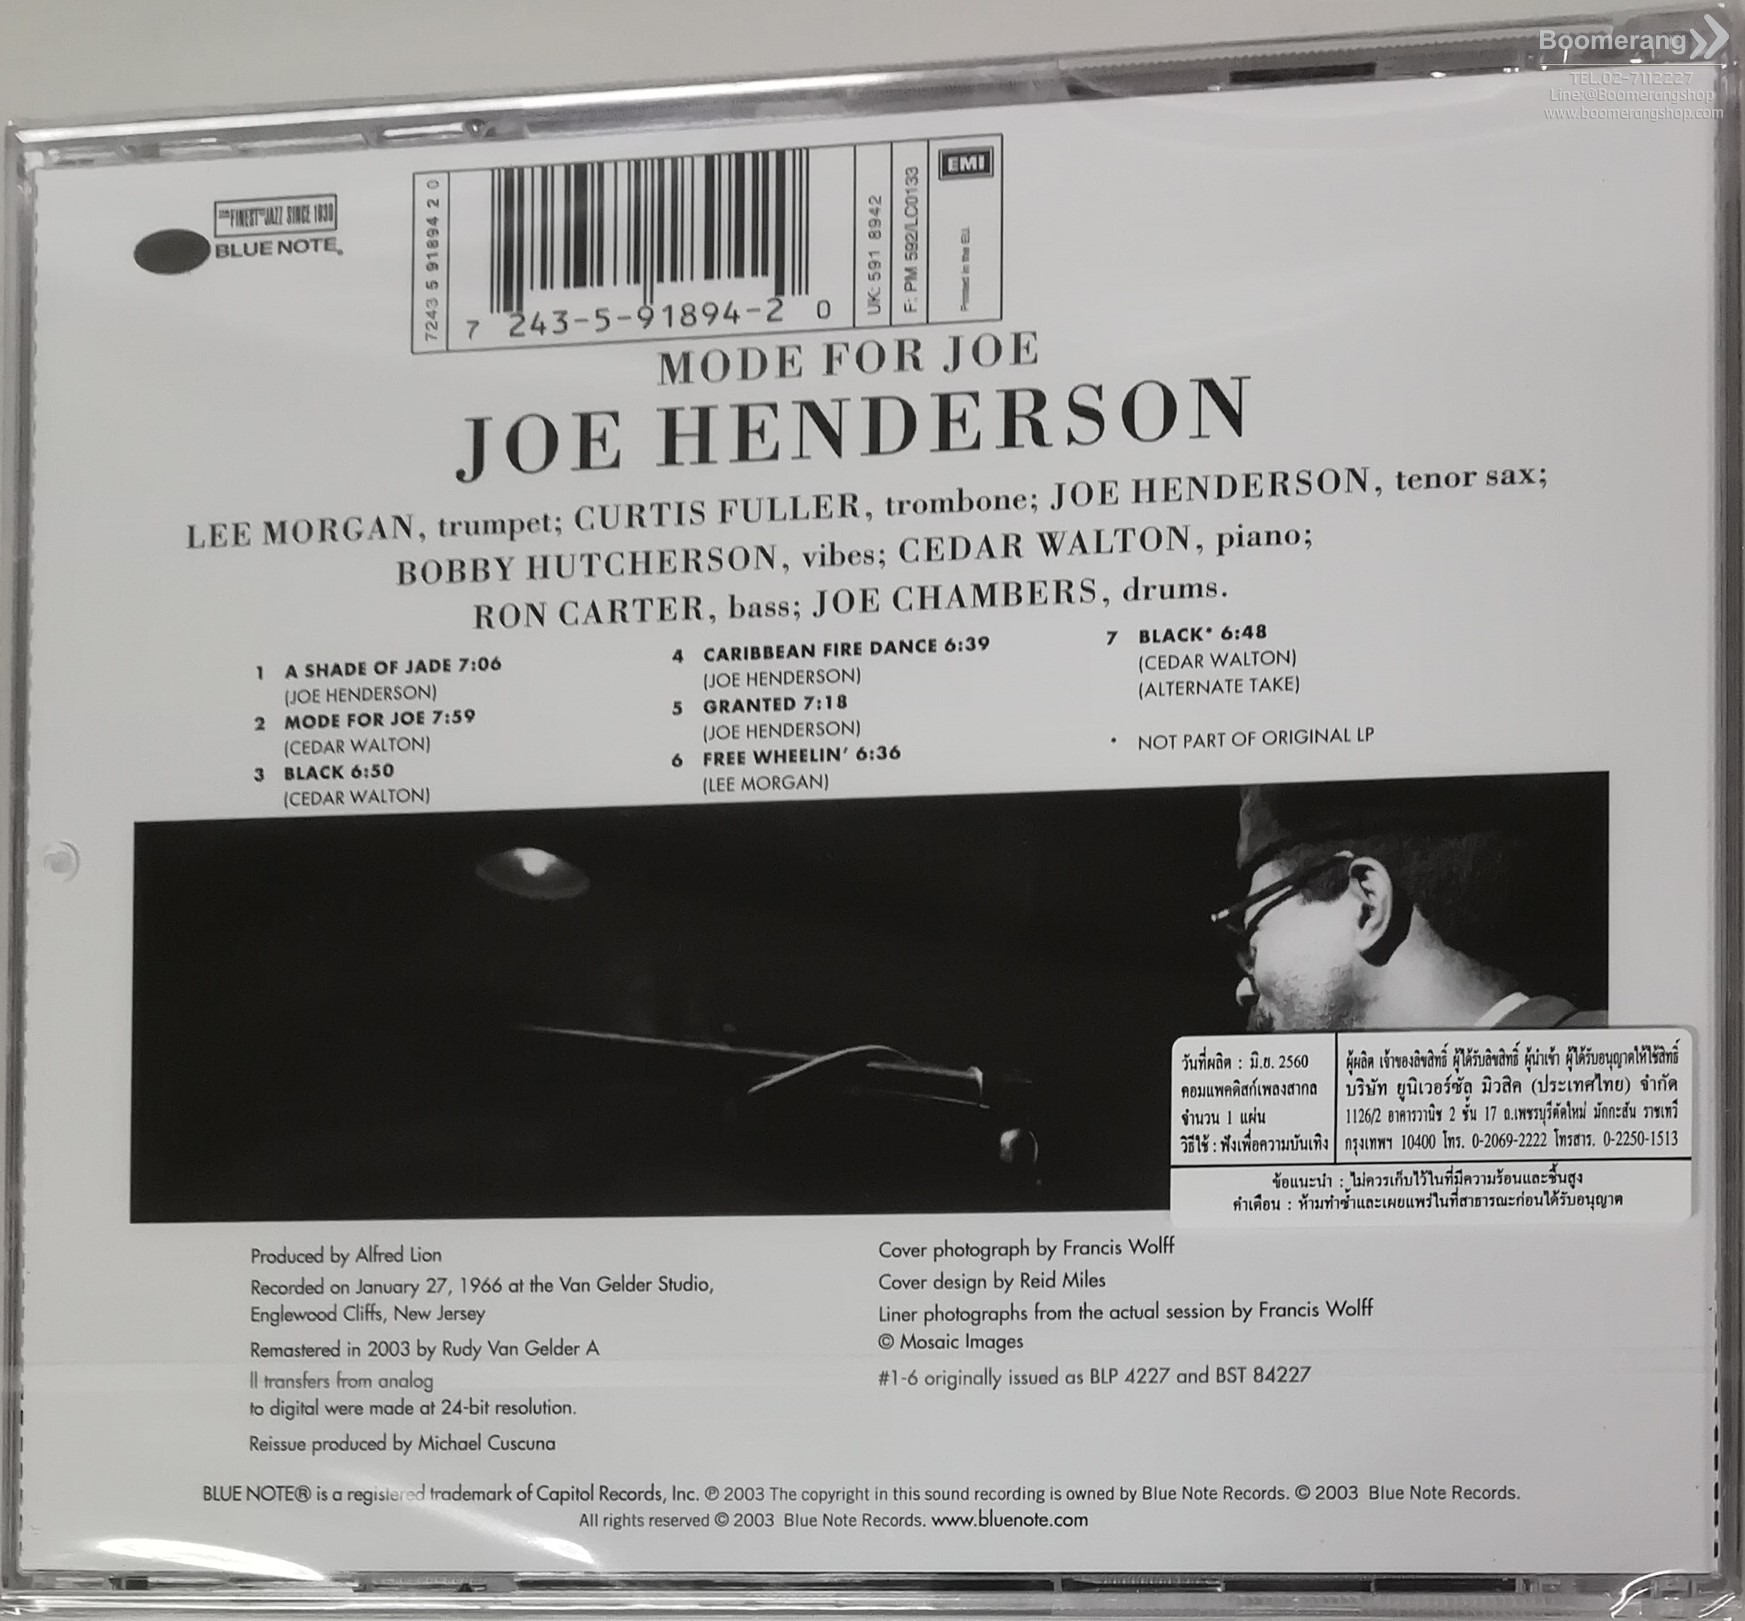 Boomerang
TEL.02-7112227
Line:@Boomerangshop
www.boomerangshop.com
THE FINEST IN JAZZ SINCE 1939
BLUE NOTE®
7243 5 91894 2 0
7 243-5-91894-2 0
UK: 591 8942
F: PM 592/LC0133
EMI
Printed in the EU.
MODE FOR JOE
JOE HENDERSON
LEE MORGAN, trumpet; CURTIS FULLER, trombone; JOE HENDERSON, tenor sax;
BOBBY HUTCHERSON, vibes; CEDAR WALTON, piano;
RON CARTER, bass; JOE CHAMBERS, drums.
1 A SHADE OF JADE 7:06
(JOE HENDERSON)
2 MODE FOR JOE 7:59
(CEDAR WALTON)
3 BLACK 6:50
(CEDAR WALTON)
4 CARIBBEAN FIRE DANCE 6:39
(JOE HENDERSON)
5 GRANTED 7:18
(JOE HENDERSON)
6 FREE WHEELIN' 6:36
(LEE MORGAN)
7 BLACK* 6:48
(CEDAR WALTON)
(ALTERNATE TAKE)
* NOT PART OF ORIGINAL LP
วันที่ผลิต : มิ.ย. 2560
คอมแพคดิสก์เพลงสากล
จำนวน 1 แผ่น
วิธีใช้ : ฟังเพื่อความบันเทิง
ผู้ผลิต เจ้าของลิขสิทธิ์ ผู้ได้รับลิขสิทธิ์ ผู้นำเข้า ผู้ได้รับอนุญาตให้ใช้สิทธิ์
บริษัท ยูนิเวอร์ซัล มิวสิค (ประเทศไทย) จำกัด
1126/2 อาคารวานิช 2 ชั้น 17 ถ.เพชรบุรีตัดใหม่ มักกะสัน ราชเทวี
กรุงเทพฯ 10400 โทร. 0-2069-2222 โทรสาร. 0-2250-1513
ข้อแนะนำ : ไม่ควรเก็บไว้ในที่มีความร้อนและชื้นสูง
คำเตือน : ห้ามทำซ้ำและเผยแพร่ในที่สาธารณะก่อนได้รับอนุญาต
Produced by Alfred Lion
Recorded on January 27, 1966 at the Van Gelder Studio,
Englewood Cliffs, New Jersey
Remastered in 2003 by Rudy Van Gelder A
ll transfers from analog
to digital were made at 24-bit resolution.
Reissue produced by Michael Cuscuna
Cover photograph by Francis Wolff
Cover design by Reid Miles
Liner photographs from the actual session by Francis Wolff
© Mosaic Images
#1-6 originally issued as BLP 4227 and BST 84227
BLUE NOTE® is a registered trademark of Capitol Records, Inc. ℗ 2003 The copyright in this sound recording is owned by Blue Note Records. © 2003 Blue Note Records.
All rights reserved © 2003 Blue Note Records. www.bluenote.com